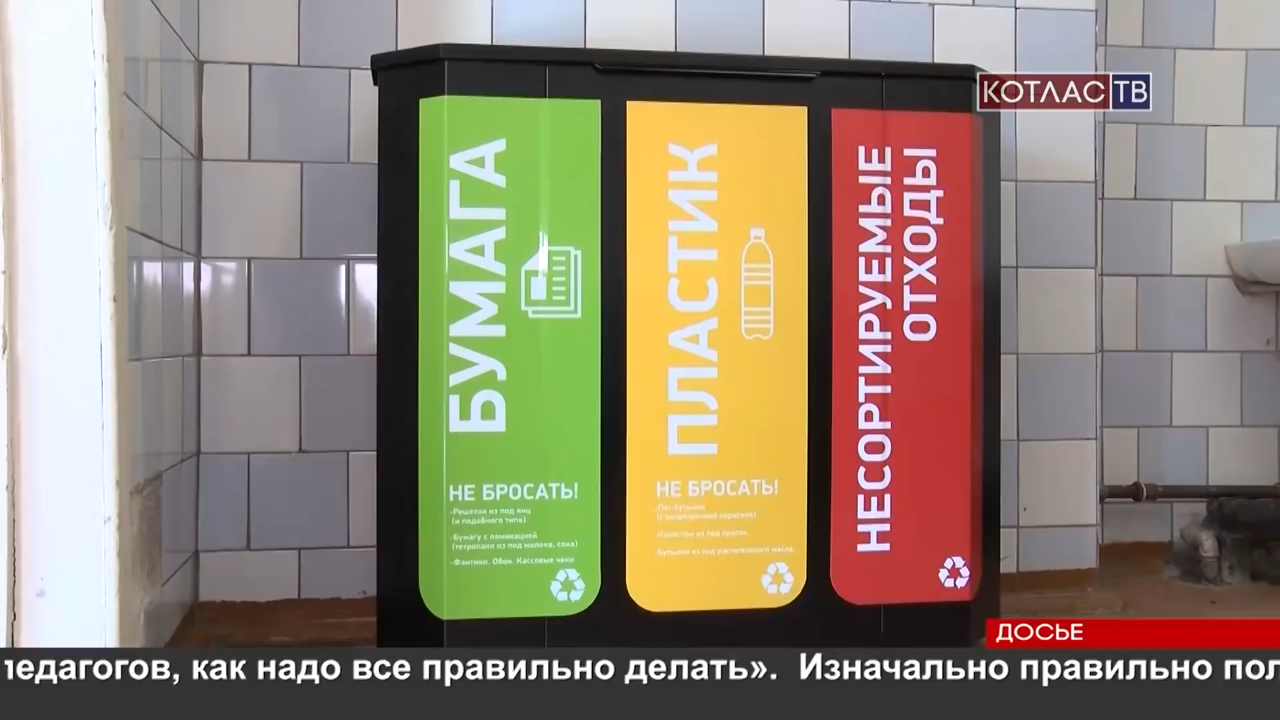 КОТЛАС ТВ
БУМАГА
НЕ БРОСАТЬ!
-Решетки из под яиц
(и подобного типа)
-Бумагу с ламинацией
(тетропаки из под молока, сока)
-Фантики. Обои. Кассовые чеки
ПЛАСТИК
НЕ БРОСАТЬ!
-Пэт-бутылки
-Канистры из под краски
-Бутылки из под растительного масла.
НЕСОРТИРУЕМЫЕ
ОТХОДЫ
ДОСЬЕ
педагогов, как надо все правильно делать». Изначально правильно пол